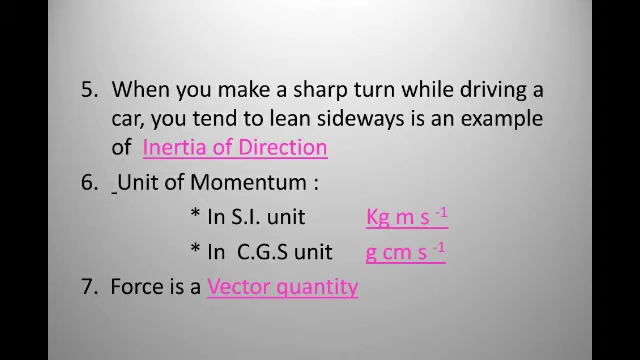 5. When you make a sharp turn while driving a
car, you tend to lean sideways is an example
of Inertia of Direction
6. _Unit of Momentum :
* In S.I. unit Kg m s -1
* In C.G.S unit g cm s -1
7. Force is a Vector quantity